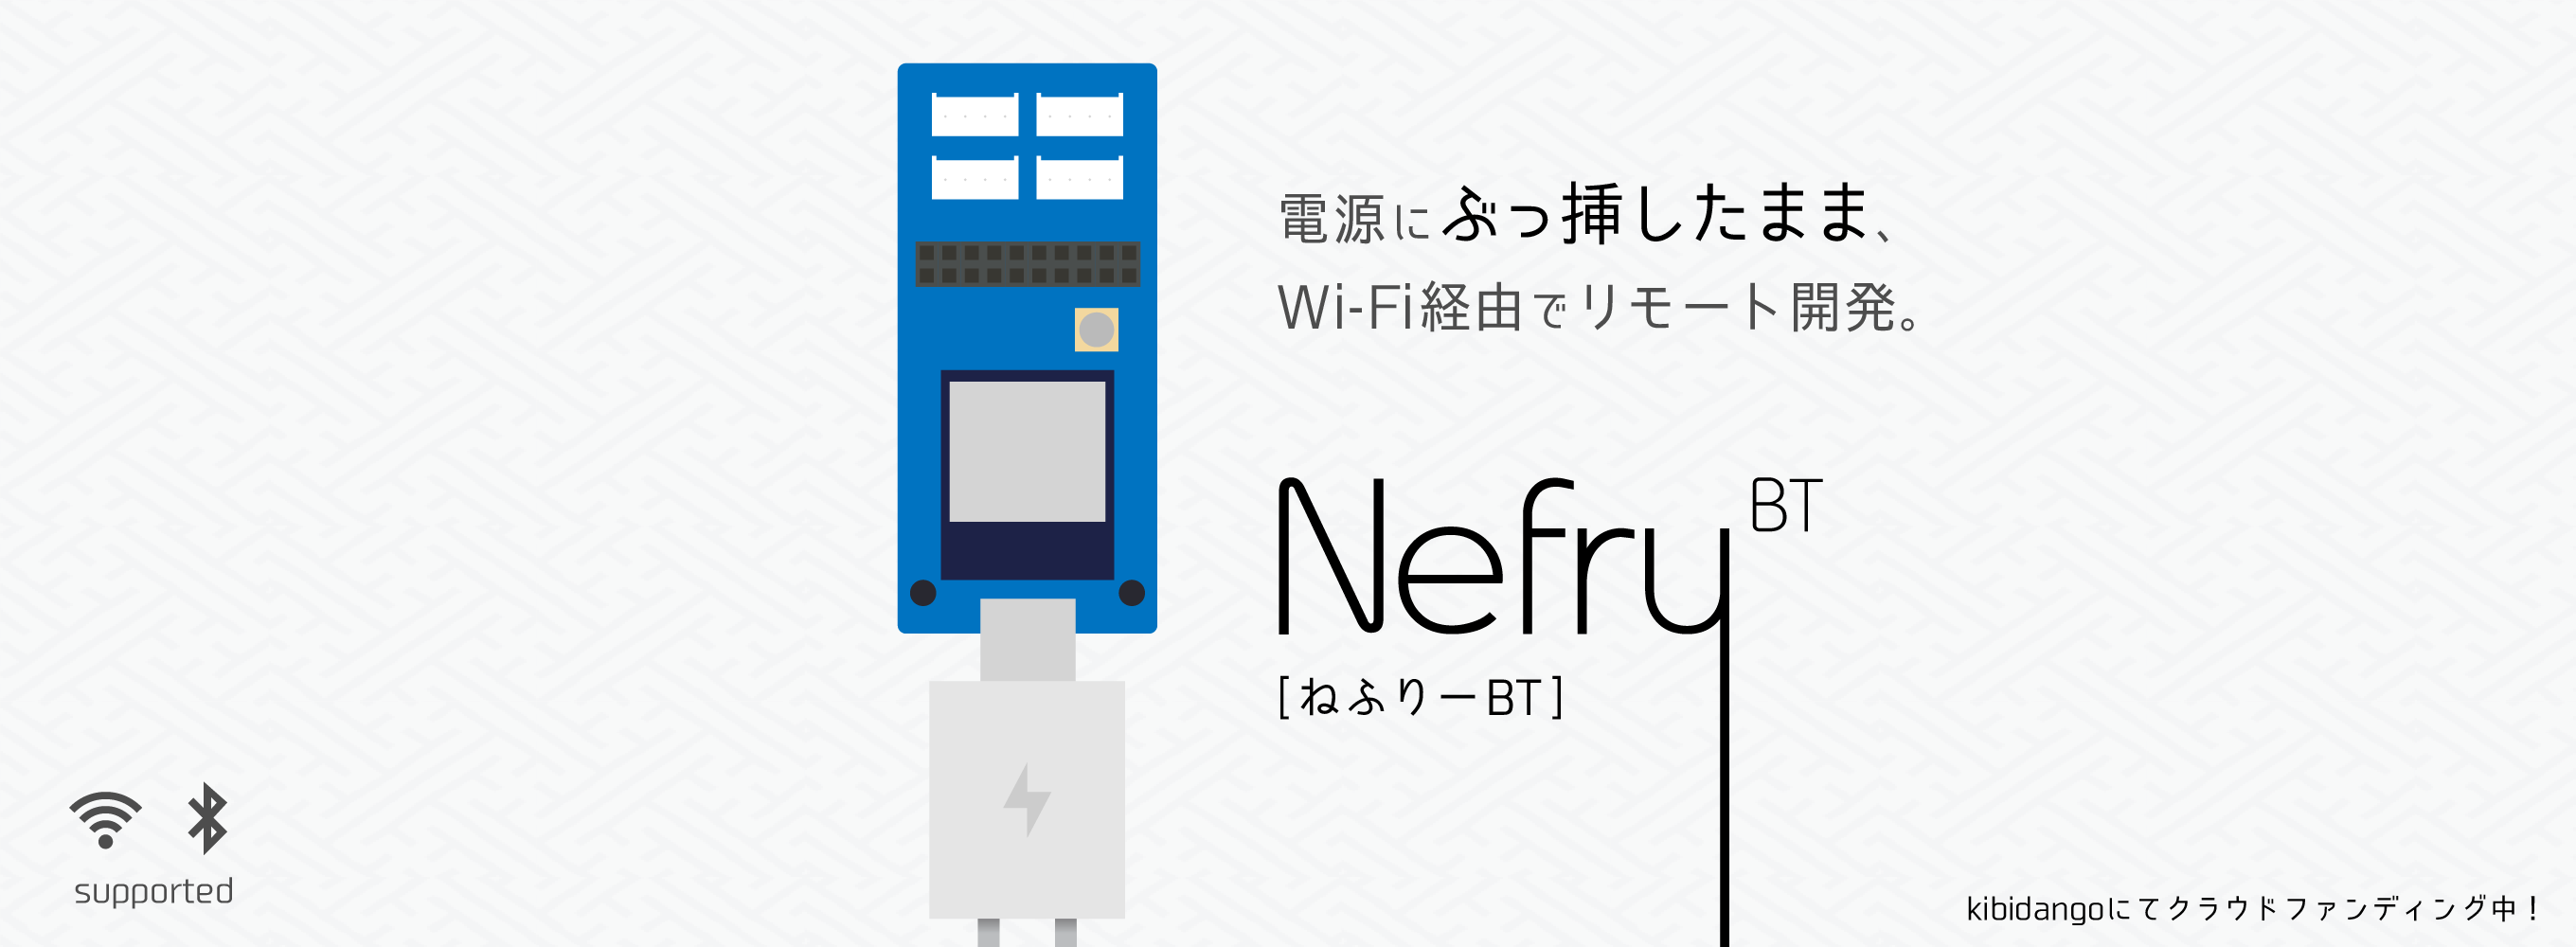 電源にぶっ挿したまま、
Wi-Fi経由でリモート開発。
Nefry BT
[ねふりーBT]
supported
kibidangoにてクラウドファンディング中！